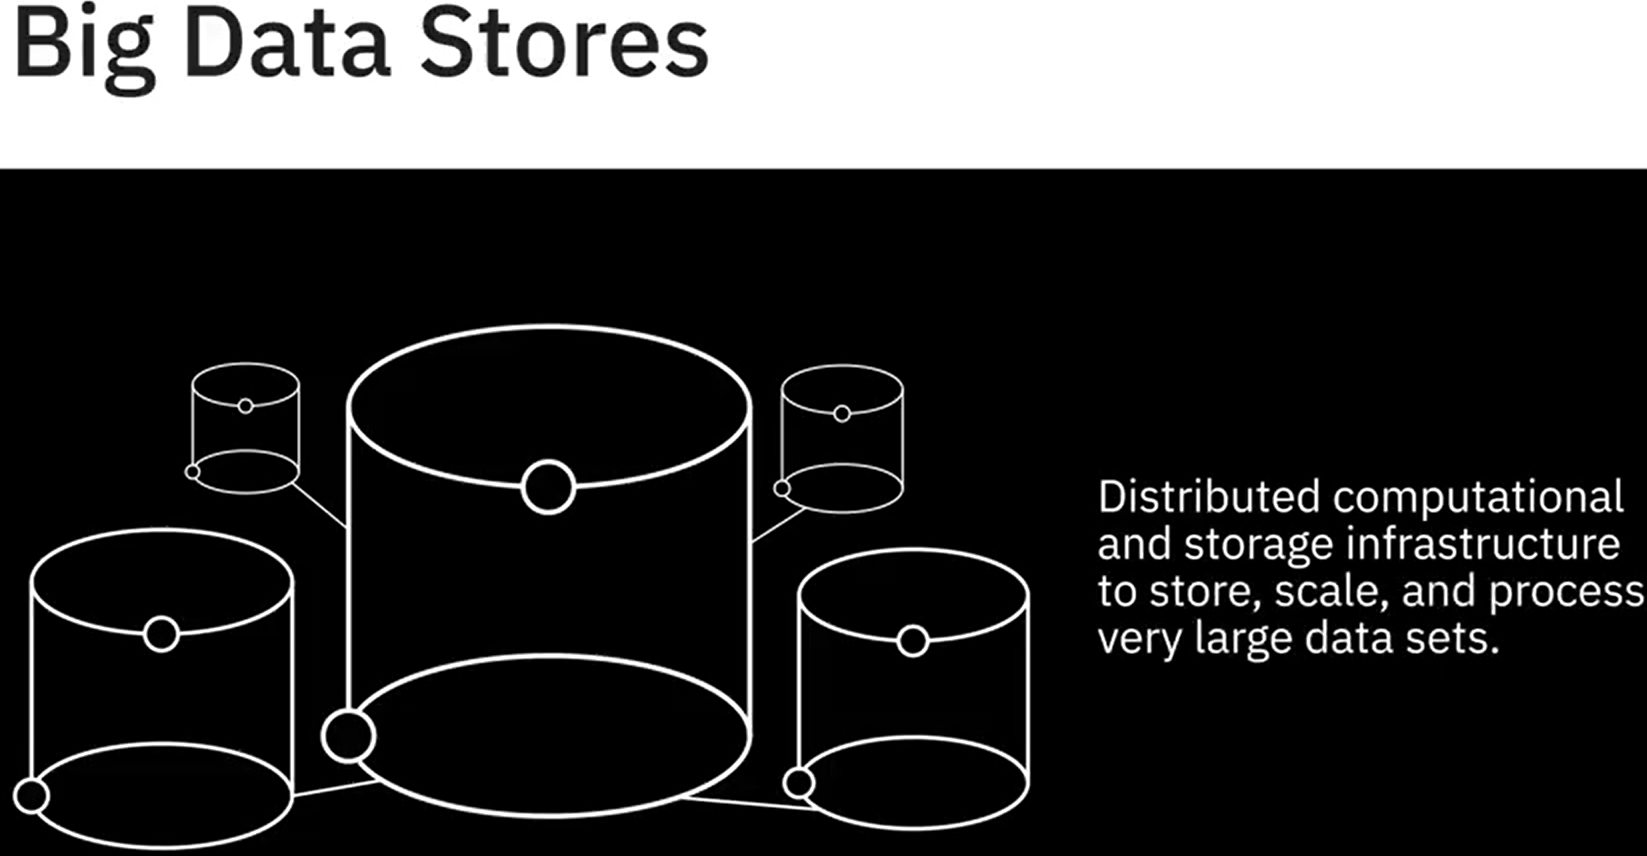 Big Data Stores
Distributed computational
and storage infrastructure
to store, scale, and process
very large data sets.